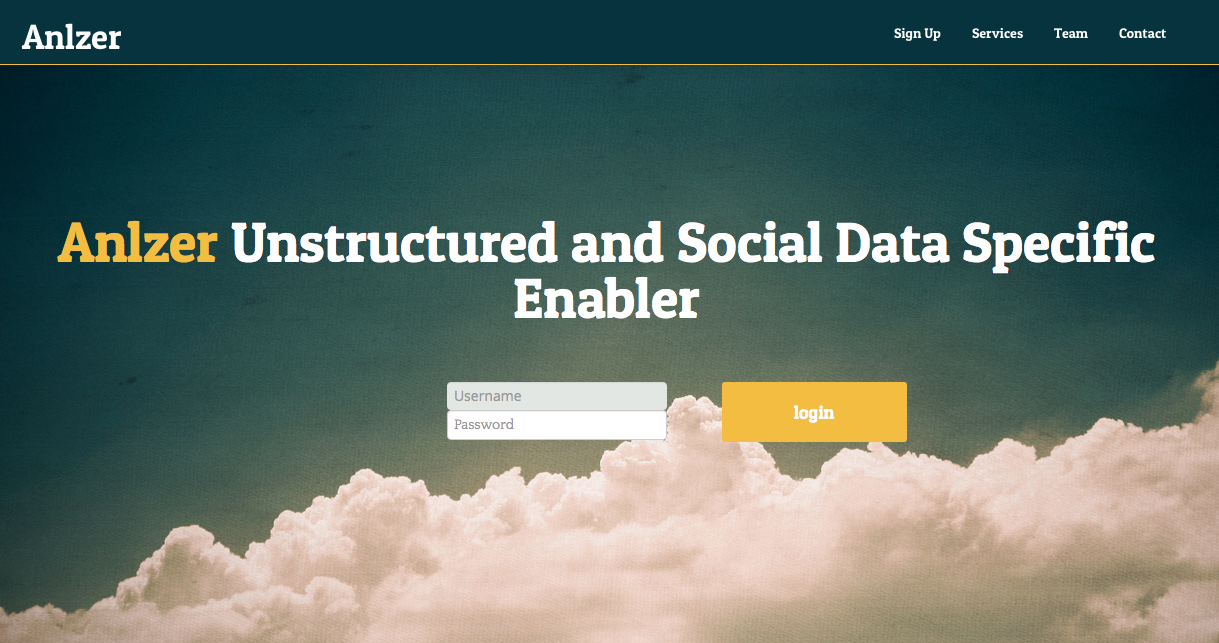 Anlzer
Sign Up Services Team Contact
Anlzer Unstructured and Social Data Specific
Enabler
Username
Password
login